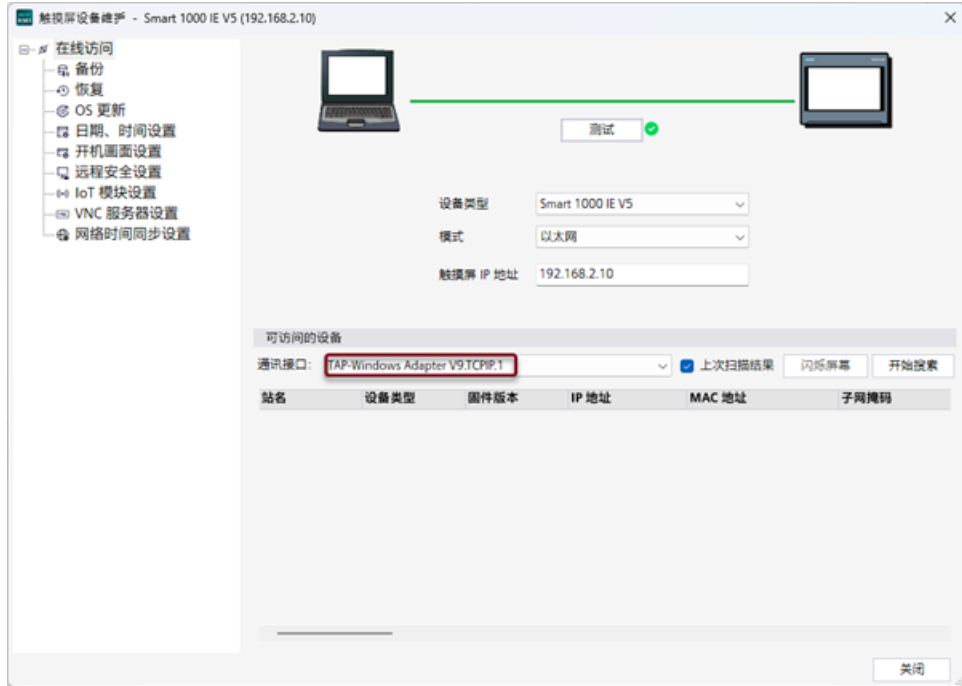 触摸屏设备维护 - Smart 1000 IE V5 (192.168.2.10)
在线访问
备份
恢复
OS 更新
日期、时间设置
开机画面设置
远程安全设置
IoT 模块设置
VNC 服务器设置
网络时间同步设置
测试
设备类型 Smart 1000 IE V5
模式 以太网
触摸屏 IP 地址 192.168.2.10
可访问的设备
通讯接口: TAP-Windows Adapter V9.TCPIP.1 上次扫描结果 闪烁屏幕 开始搜索
站名 设备类型 固件版本 IP 地址 MAC 地址 子网掩码
关闭